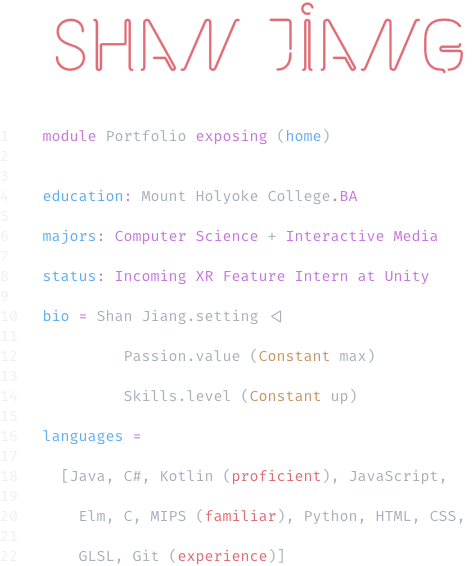 SHAN JIANG
1 module Portfolio exposing (home)
2
3
4 education: Mount Holyoke College.BA
5
6 majors: Computer Science + Interactive Media
7
8 status: Incoming XR Feature Intern at Unity
9
10 bio = Shan Jiang.setting <|
11
12 Passion.value (Constant max)
13
14 Skills.level (Constant up)
15
16 languages =
17
18 [Java, C#, Kotlin (proficient), JavaScript,
19
20 Elm, C, MIPS (familiar), Python, HTML, CSS,
21
22 GLSL, Git (experience)]